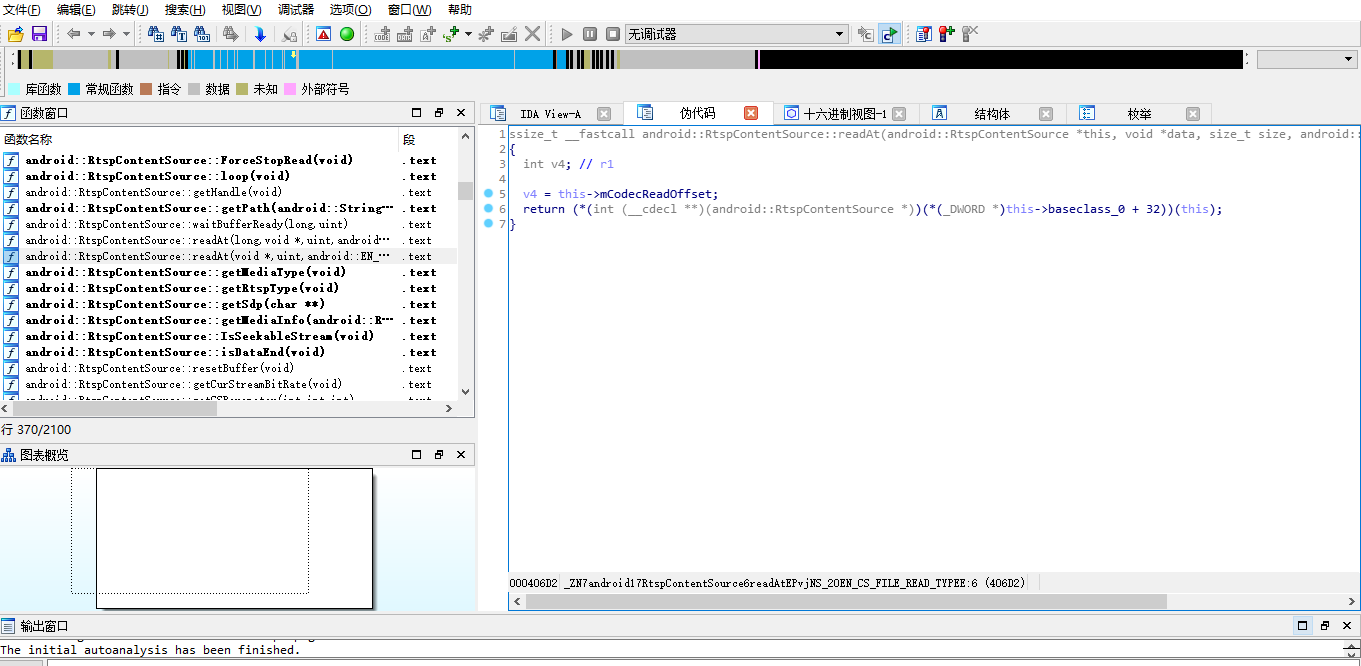 文件(F) 编辑(E) 跳转(J) 搜索(H) 视图(V) 调试器 选项(O) 窗口(W) 帮助
无调试器
库函数 常规函数 指令 数据 未知 外部符号
函数窗口
函数名称 段
android::RtspContentSource::ForceStopRead(void) .text
android::RtspContentSource::loop(void) .text
android::RtspContentSource::getHandle(void) .text
android::RtspContentSource::getPath(android::String… .text
android::RtspContentSource::waitBufferReady(long,uint) .text
android::RtspContentSource::readAt(long,void *,uint,android… .text
android::RtspContentSource::readAt(void *,uint,android::EN_… .text
android::RtspContentSource::getMediaType(void) .text
android::RtspContentSource::getRtspType(void) .text
android::RtspContentSource::getSdp(char **) .text
android::RtspContentSource::getMediaInfo(android::R… .text
android::RtspContentSource::IsSeekableStream(void) .text
android::RtspContentSource::isDataEnd(void) .text
android::RtspContentSource::resetBuffer(void) .text
android::RtspContentSource::getCurStreamBitRate(void) .text
行 370/2100
图表概览
IDA View-A 伪代码 十六进制视图-1 结构体 枚举
1 ssize_t __fastcall android::RtspContentSource::readAt(android::RtspContentSource *this, void *data, size_t size, android::
2 {
3 int v4; // r1
4
5 v4 = this->mCodecReadOffset;
6 return (*(int (__cdecl **)(android::RtspContentSource *))(*(_DWORD *)this->baseclass_0 + 32))(this);
7 }
000406D2 _ZN7android17RtspContentSource6readAtEPvjNS_20EN_CS_FILE_READ_TYPEE:6 (406D2)
输出窗口
The initial autoanalysis has been finished.